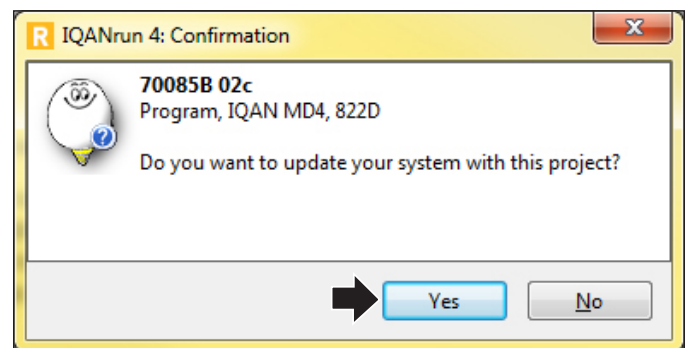 R IQANrun 4: Confirmation
x
70085B 02c
Program, IQAN MD4, 822D
?
Do you want to update your system with this project?
Yes
No